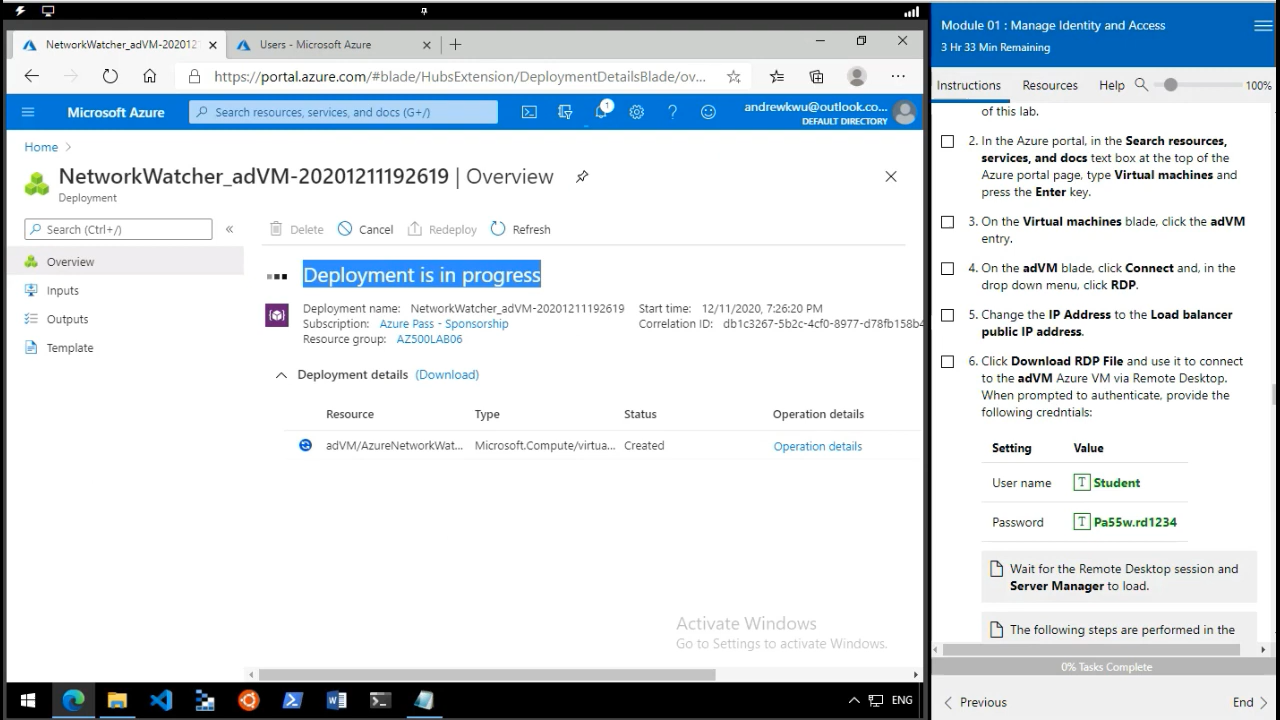 NetworkWatcher_adVM-202012
Users - Microsoft Azure
https://portal.azure.com/#blade/HubsExtension/DeploymentDetailsBlade/ov...
Microsoft Azure
Search resources, services, and docs (G+/)
1
andrewkwu@outlook.co...
DEFAULT DIRECTORY
Home
NetworkWatcher_adVM-20201211192619 | Overview
Deployment
Search (Ctrl+/)
«
Delete
Cancel
Redeploy
Refresh
Overview
Inputs
Outputs
Template
Deployment is in progress
Deployment name: NetworkWatcher_adVM-20201211192619
Subscription: Azure Pass - Sponsorship
Resource group: AZ500LAB06
Start time: 12/11/2020, 7:26:20 PM
Correlation ID: db1c3267-5b2c-4cf0-8977-d78fb158b4
Deployment details (Download)
Resource Type Status Operation details
adVM/AzureNetworkWat... Microsoft.Compute/virtua... Created Operation details
Activate Windows
Go to Settings to activate Windows.
ENG
Module 01 : Manage Identity and Access
3 Hr 33 Min Remaining
Instructions Resources Help 100%
of this lab.
2. In the Azure portal, in the Search resources,
services, and docs text box at the top of the
Azure portal page, type Virtual machines and
press the Enter key.
3. On the Virtual machines blade, click the adVM
entry.
4. On the adVM blade, click Connect and, in the
drop down menu, click RDP.
5. Change the IP Address to the Load balancer
public IP address.
6. Click Download RDP File and use it to connect
to the adVM Azure VM via Remote Desktop.
When prompted to authenticate, provide the
following credntials:
Setting Value
User name T Student
Password T Pa55w.rd1234
Wait for the Remote Desktop session and
Server Manager to load.
The following steps are performed in the
0% Tasks Complete
Previous
End